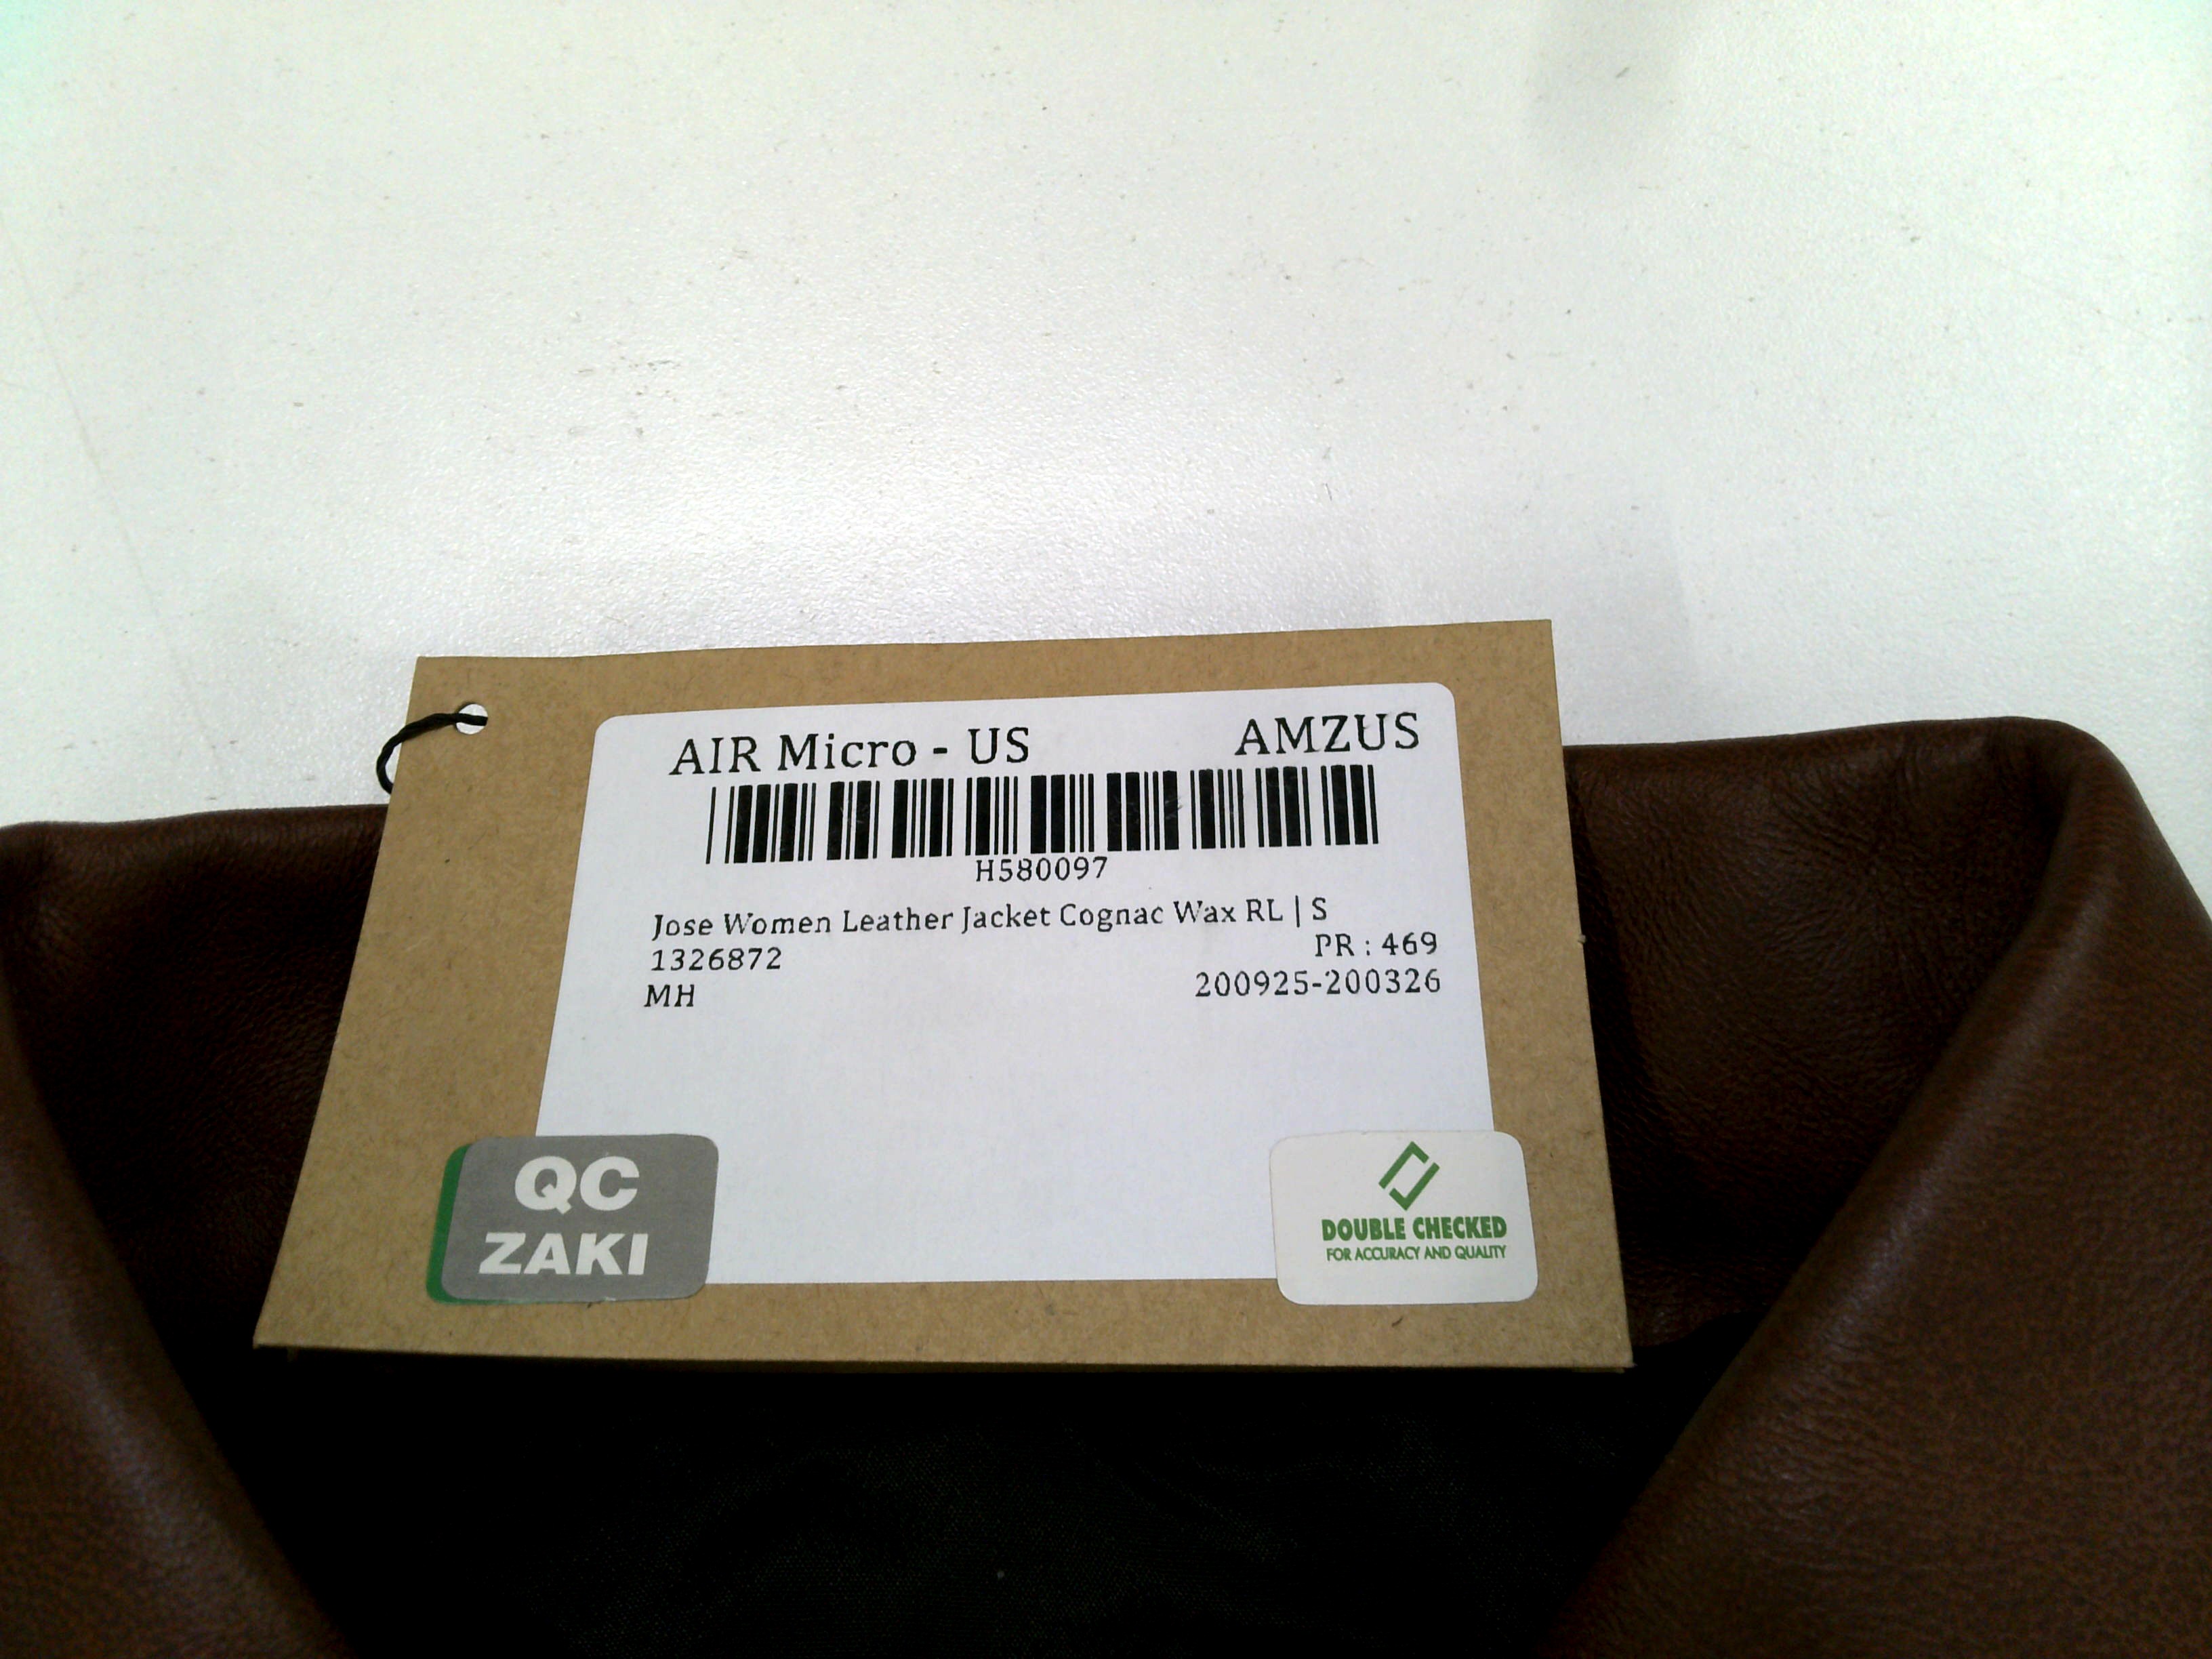 AIR Micro - US AMZUS
H580097
Jose Women Leather Jacket Cognac Wax RL | S
1326872 PR : 469
MH 200925-200326
QC
ZAKI
DOUBLE CHECKED
FOR ACCURACY AND QUALITY